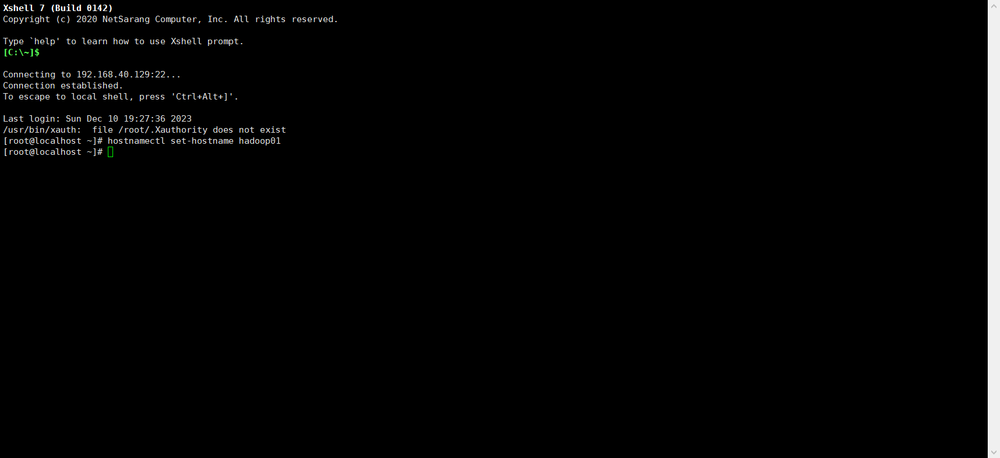 Xshell 7 (Build 0142)
Copyright (c) 2020 NetSarang Computer, Inc. All rights reserved.
Type `help' to learn how to use Xshell prompt.
[C:\~]$
Connecting to 192.168.40.129:22...
Connection established.
To escape to local shell, press 'Ctrl+Alt+]'.
Last login: Sun Dec 10 19:27:36 2023
/usr/bin/xauth:  file /root/.Xauthority does not exist
[root@localhost ~]# hostnamectl set-hostname hadoop01
[root@localhost ~]#